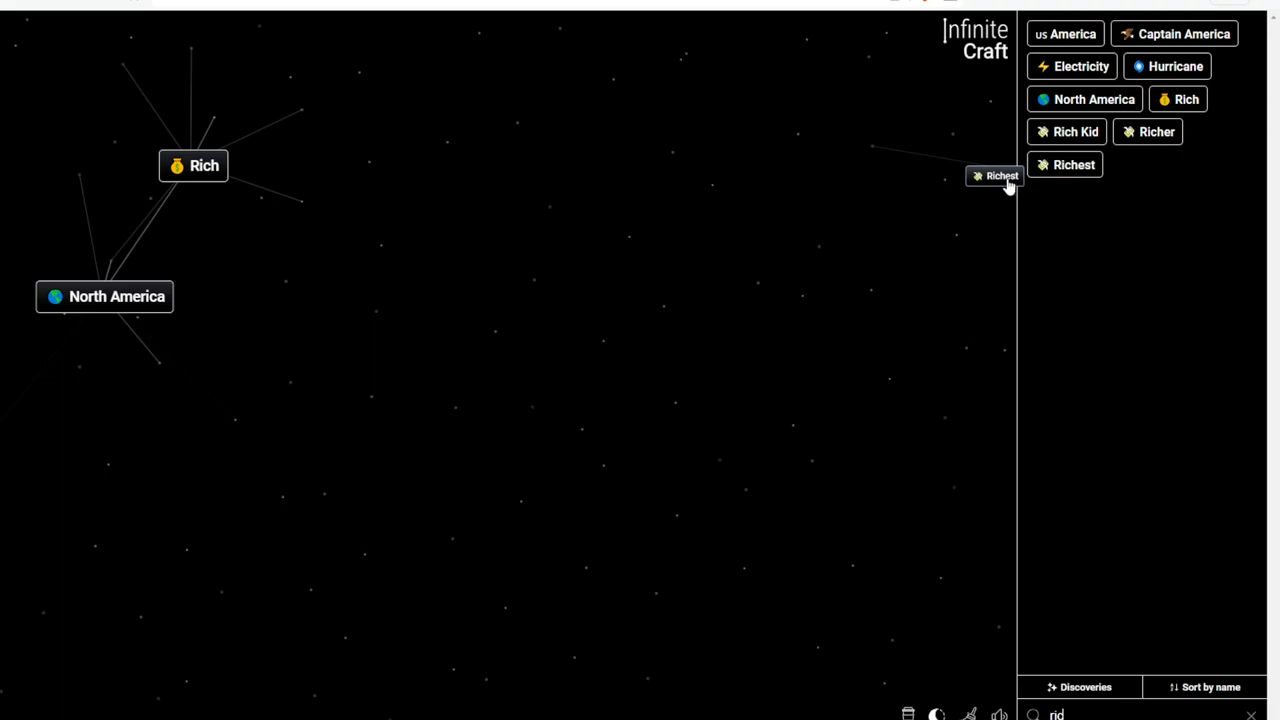 Infinite
Craft
US America
Captain America
Electricity
Hurricane
North America
Rich
Rich Kid
Richer
Richest
Rich
Richest
North America
Discoveries
Sort by name